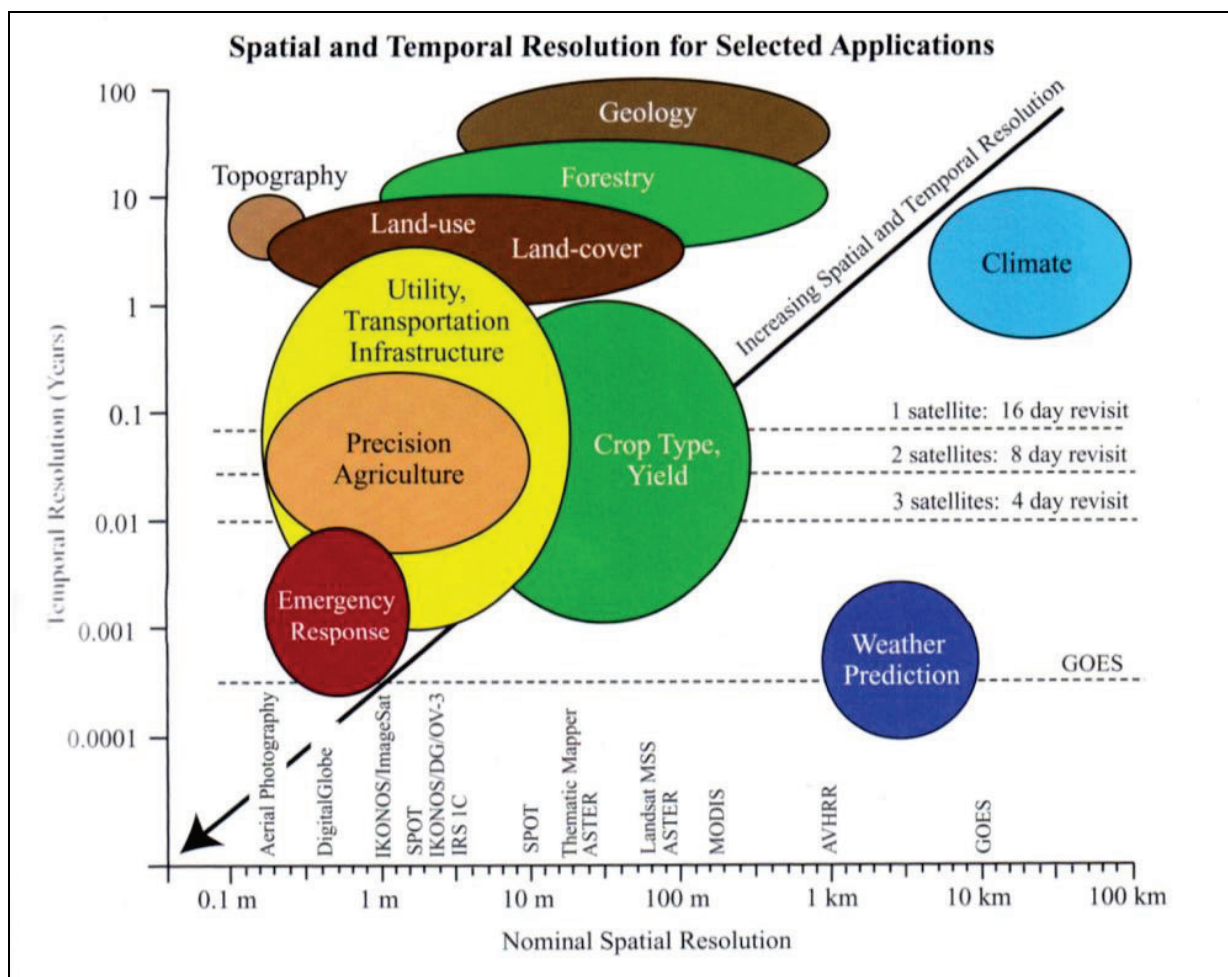 Spatial and Temporal Resolution for Selected Applications
100
10
1
0.1
0.01
0.001
0.0001
Temporal Resolution (Years)
Geology
Topography
Forestry
Land-use
Land-cover
Utility,
Transportation
Infrastructure
Precision
Agriculture
Emergency
Response
Crop Type,
Yield
Increasing Spatial and Temporal Resolution
Climate
1 satellite: 16 day revisit
2 satellites: 8 day revisit
3 satellites: 4 day revisit
Weather
Prediction
GOES
Aerial Photography
DigitalGlobe
IKONOS/ImageSat
SPOT
IKONOS/DG/OV-3
IRS 1C
SPOT
Thematic Mapper
ASTER
Landsat MSS
ASTER
MODIS
AVHRR
GOES
0.1 m
1 m
10 m
100 m
1 km
10 km
100 km
Nominal Spatial Resolution